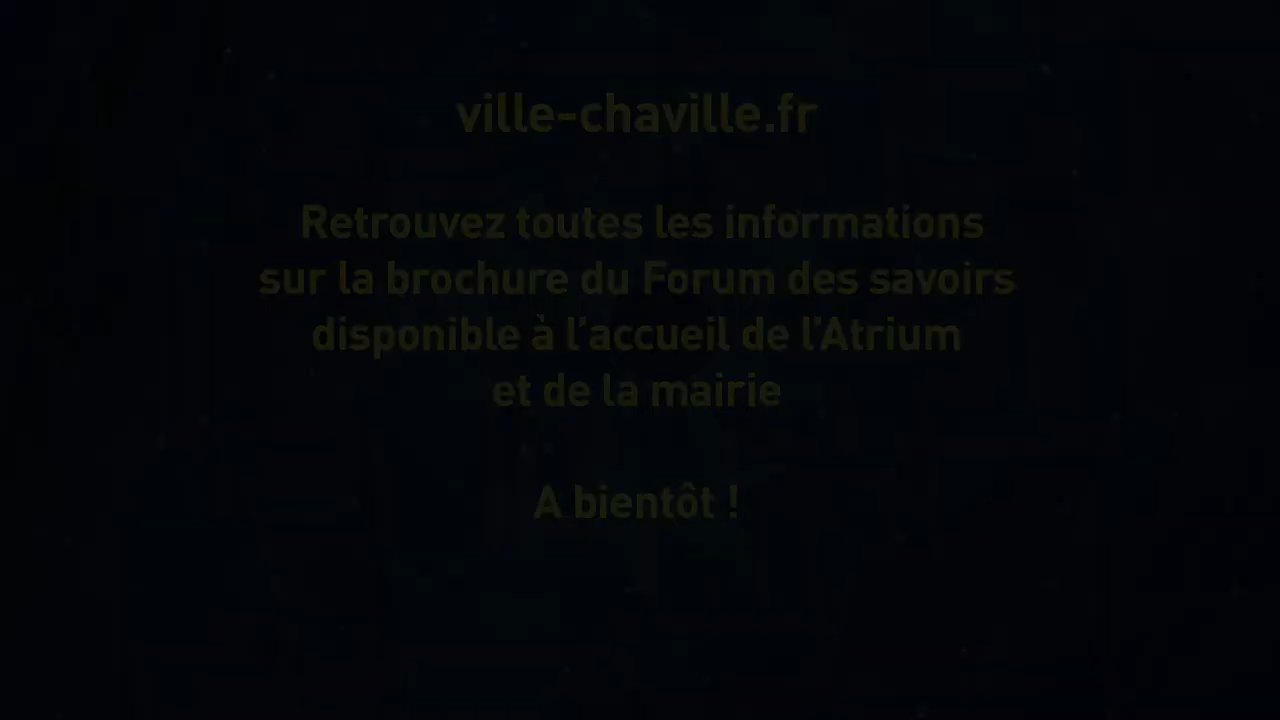 ville-chaville.fr
Retrouvez toutes les informations
sur la brochure du Forum des savoirs
disponible à l’accueil de l’Atrium
et de la mairie
A bientôt !